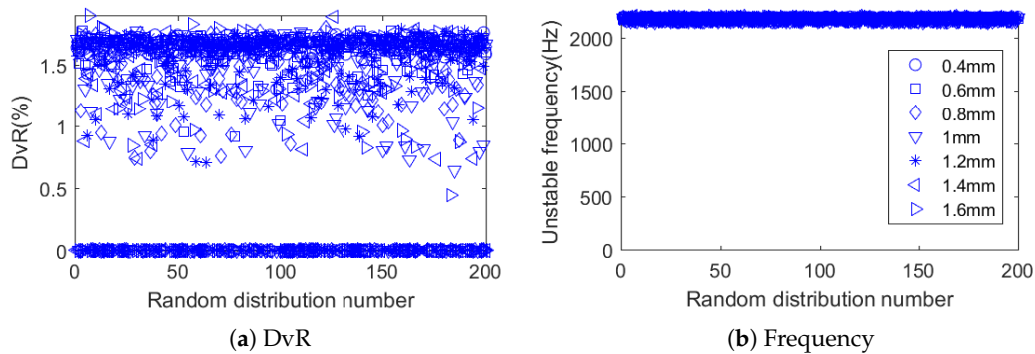 DvR(%)
1.5
1
0.5
0
0
50
100
150
200
Random distribution number
(a) DvR
Unstable frequency(Hz)
2000
1500
1000
500
0
0
50
100
150
200
Random distribution number
0.4mm
0.6mm
0.8mm
1mm
1.2mm
1.4mm
1.6mm
(b) Frequency